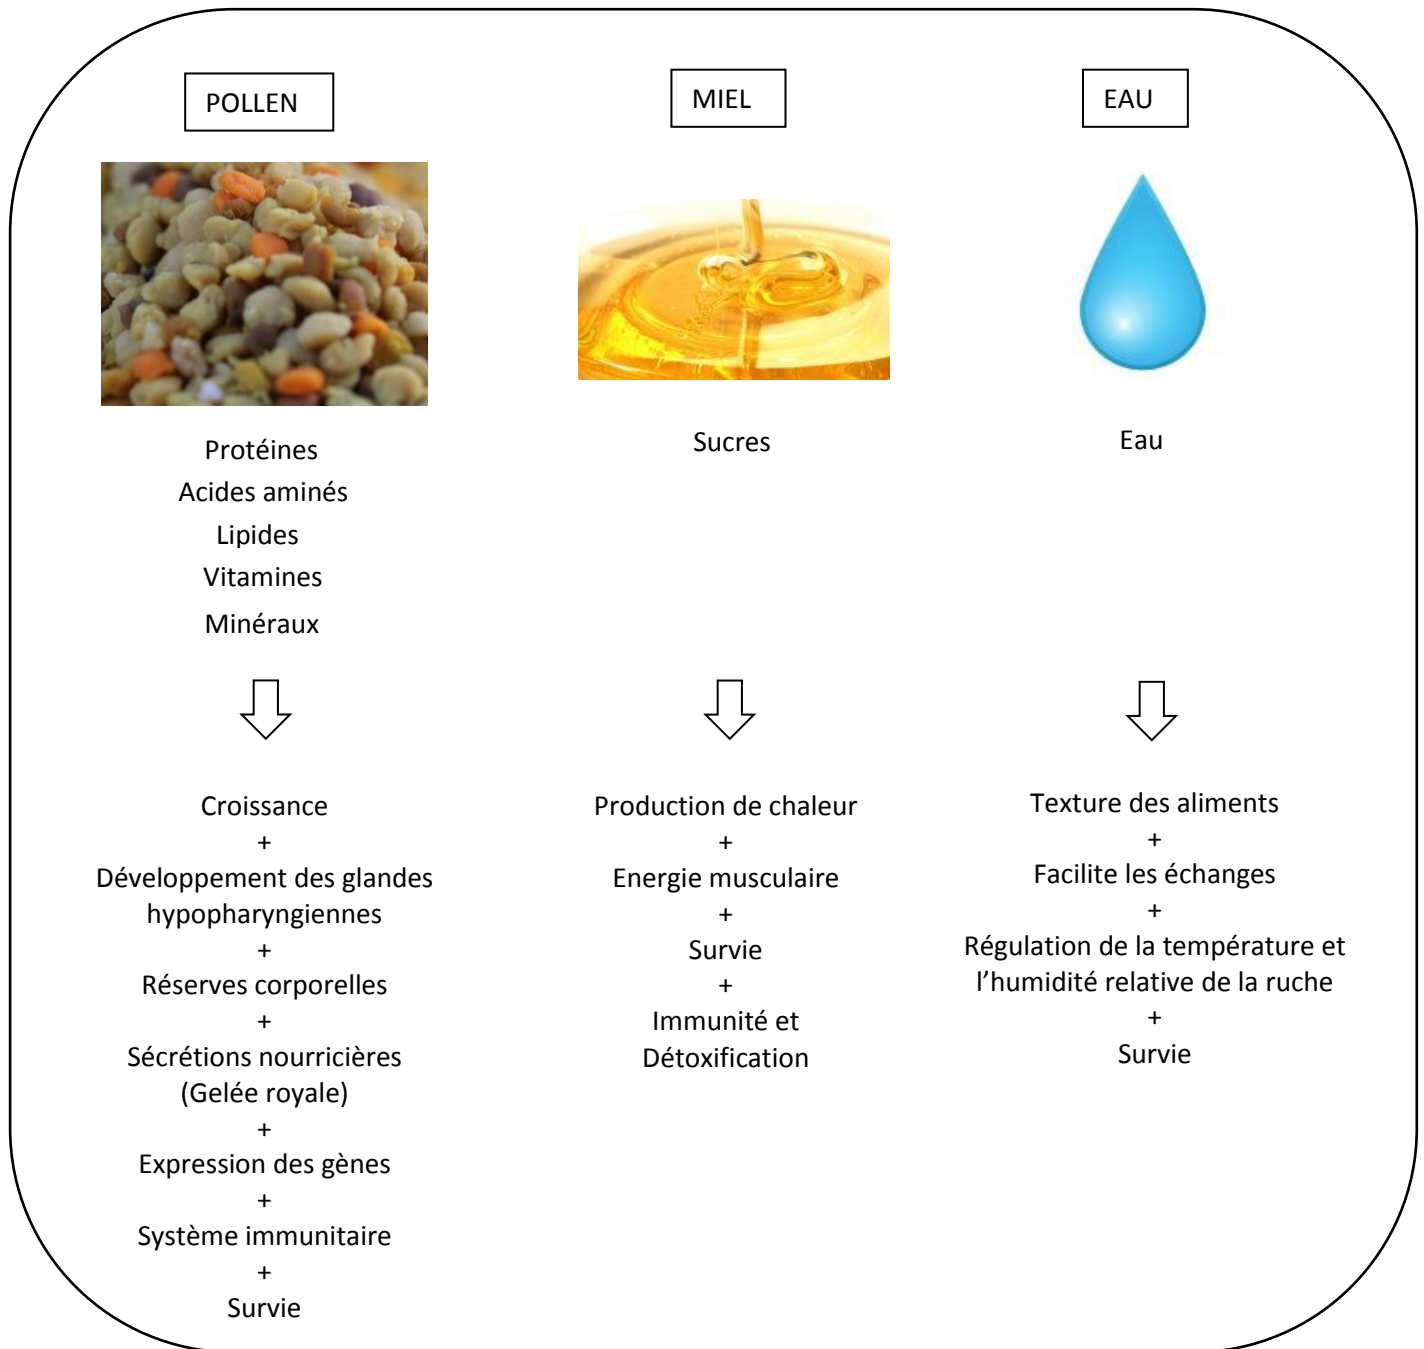 POLLEN
Protéines
Acides aminés
Lipides
Vitamines
Minéraux
Croissance
+
Développement des glandes
hypopharyngiennes
+
Réserves corporelles
+
Sécrétions nourricières
(Gelée royale)
+
Expression des gènes
+
Système immunitaire
+
Survie
MIEL
Sucres
Production de chaleur
+
Energie musculaire
+
Survie
+
Immunité et
Détoxification
EAU
Eau
Texture des aliments
+
Facilite les échanges
+
Régulation de la température et
l’humidité relative de la ruche
+
Survie